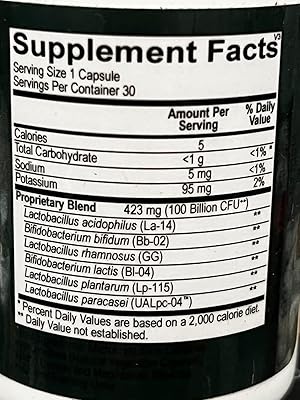 Supplement Facts V3
Serving Size 1 Capsule
Servings Per Container 30
Amount Per Serving % Daily Value
Calories 5
Total Carbohydrate <1 g <1% *
Sodium 5 mg <1%
Potassium 95 mg 2%
Proprietary Blend 423 mg (100 Billion CFU**)
Lactobacillus acidophilus (La-14) **
Bifidobacterium bifidum (Bb-02) **
Lactobacillus rhamnosus (GG) **
Bifidobacterium lactis (Bl-04) **
Lactobacillus plantarum (Lp-115) **
Lactobacillus paracasei (UALpc-04™) **
* Percent Daily Values are based on a 2,000 calorie diet.
** Daily Value not established.